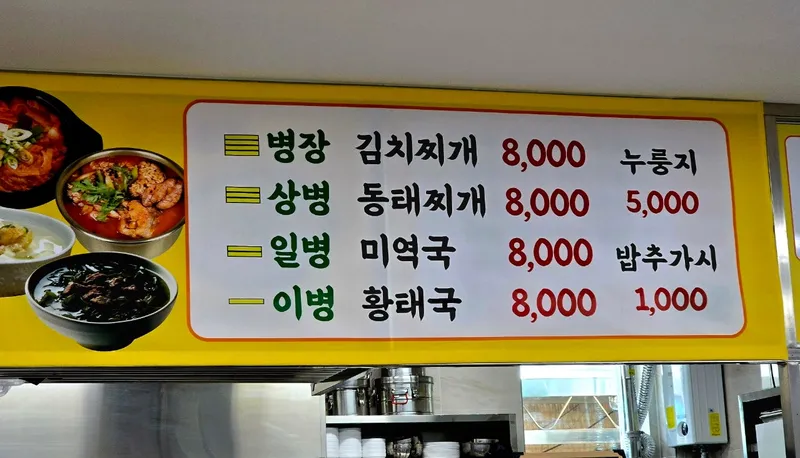 병장 김치찌개 8,000
상병 동태찌개 8,000
일병 미역국 8,000
이병 황태국 8,000
누룽지
5,000
밥추가시
1,000